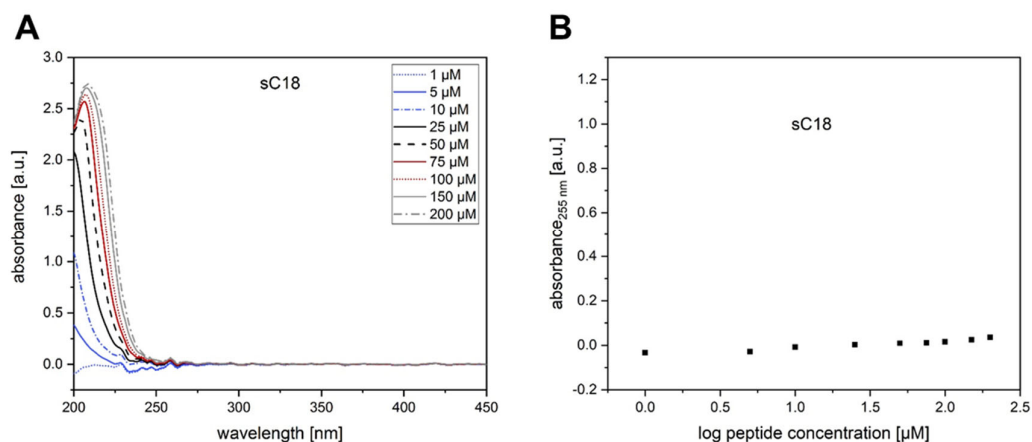 A
sC18
absorbance [a.u.]
3.0
2.5
2.0
1.5
1.0
0.5
0.0
200
250
300
350
400
450
wavelength [nm]
1 µM
5 µM
10 µM
25 µM
50 µM
75 µM
100 µM
150 µM
200 µM
B
sC18
absorbance255 nm [a.u.]
1.2
1.0
0.8
0.6
0.4
0.2
0.0
-0.2
0.0
0.5
1.0
1.5
2.0
2.5
log peptide concentration [µM]